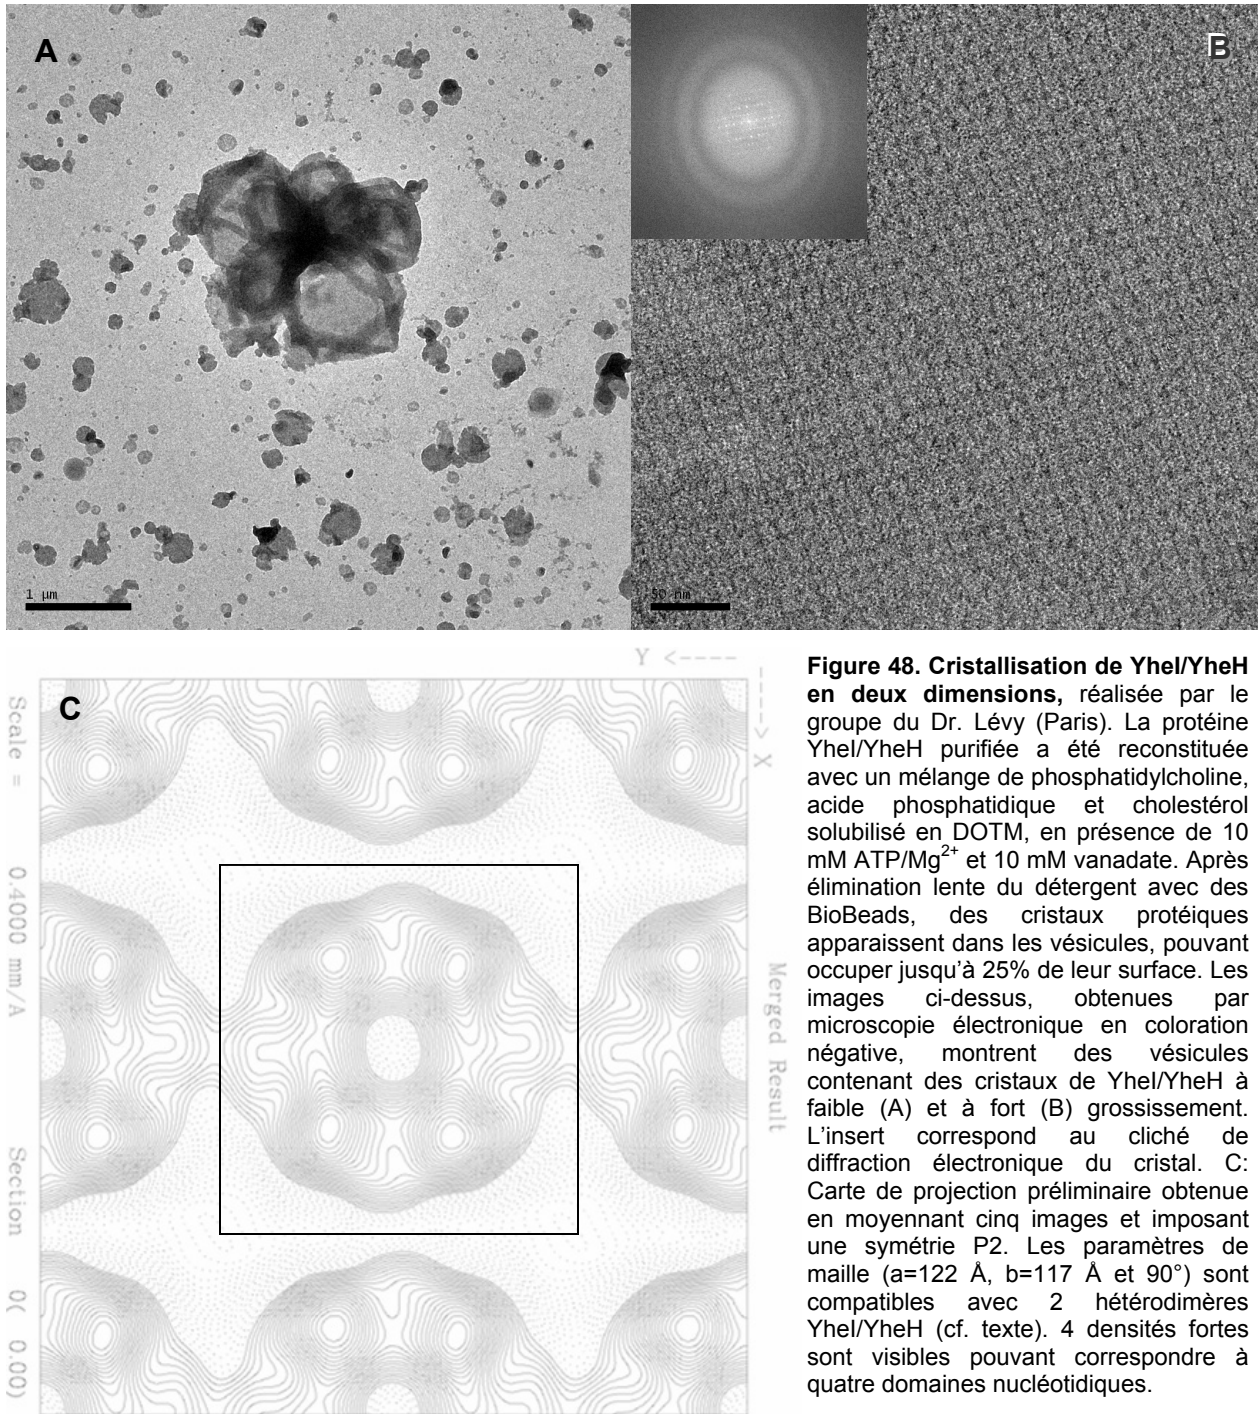 A
B
1 µm
50 nm
Y <----
----> X
C
Scale = 0.4000 mm/A Section 0( 0.00)
Merged Result
Figure 48. Cristallisation de YheI/YheH
en deux dimensions, réalisée par le
groupe du Dr. Lévy (Paris). La protéine
YheI/YheH purifiée a été reconstituée
avec un mélange de phosphatidylcholine,
acide phosphatidique et cholestérol
solubilisé en DOTM, en présence de 10
mM ATP/Mg2+ et 10 mM vanadate. Après
élimination lente du détergent avec des
BioBeads, des cristaux protéiques
apparaissent dans les vésicules, pouvant
occuper jusqu’à 25% de leur surface. Les
images ci-dessus, obtenues par
microscopie électronique en coloration
négative, montrent des vésicules
contenant des cristaux de YheI/YheH à
faible (A) et à fort (B) grossissement.
L’insert correspond au cliché de
diffraction électronique du cristal. C:
Carte de projection préliminaire obtenue
en moyennant cinq images et imposant
une symétrie P2. Les paramètres de
maille (a=122 Å, b=117 Å et 90°) sont
compatibles avec 2 hétérodimères
YheI/YheH (cf. texte). 4 densités fortes
sont visibles pouvant correspondre à
quatre domaines nucléotidiques.